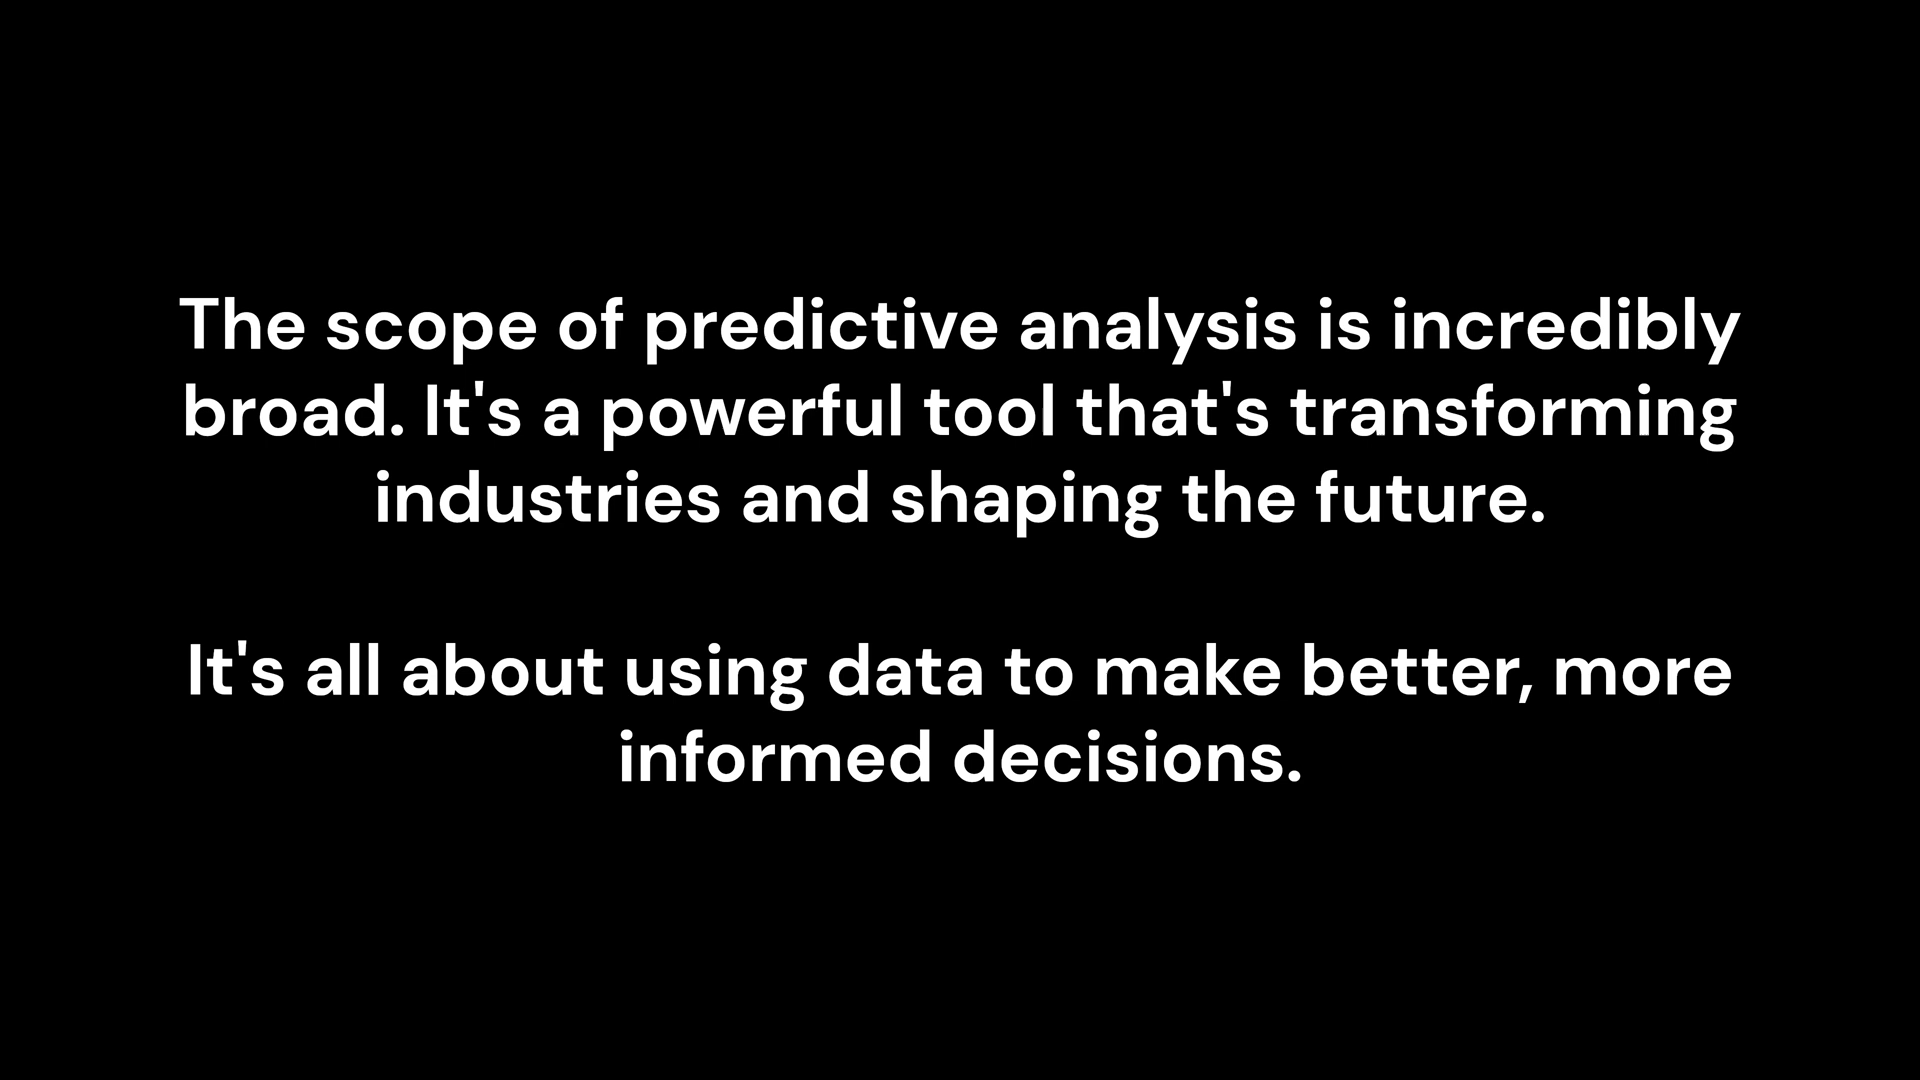 The scope of predictive analysis is incredibly
broad. It's a powerful tool that's transforming
industries and shaping the future.
It's all about using data to make better, more
informed decisions.